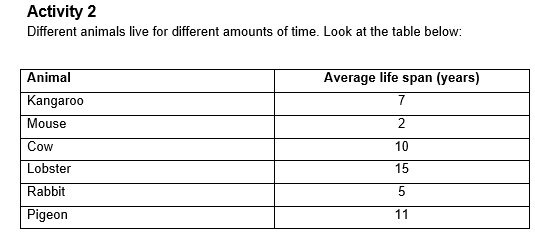 Activity 2
Different animals live for different amounts of time. Look at the table below:
Animal Average life span (years)
Kangaroo 7
Mouse 2
Cow 10
Lobster 15
Rabbit 5
Pigeon 11